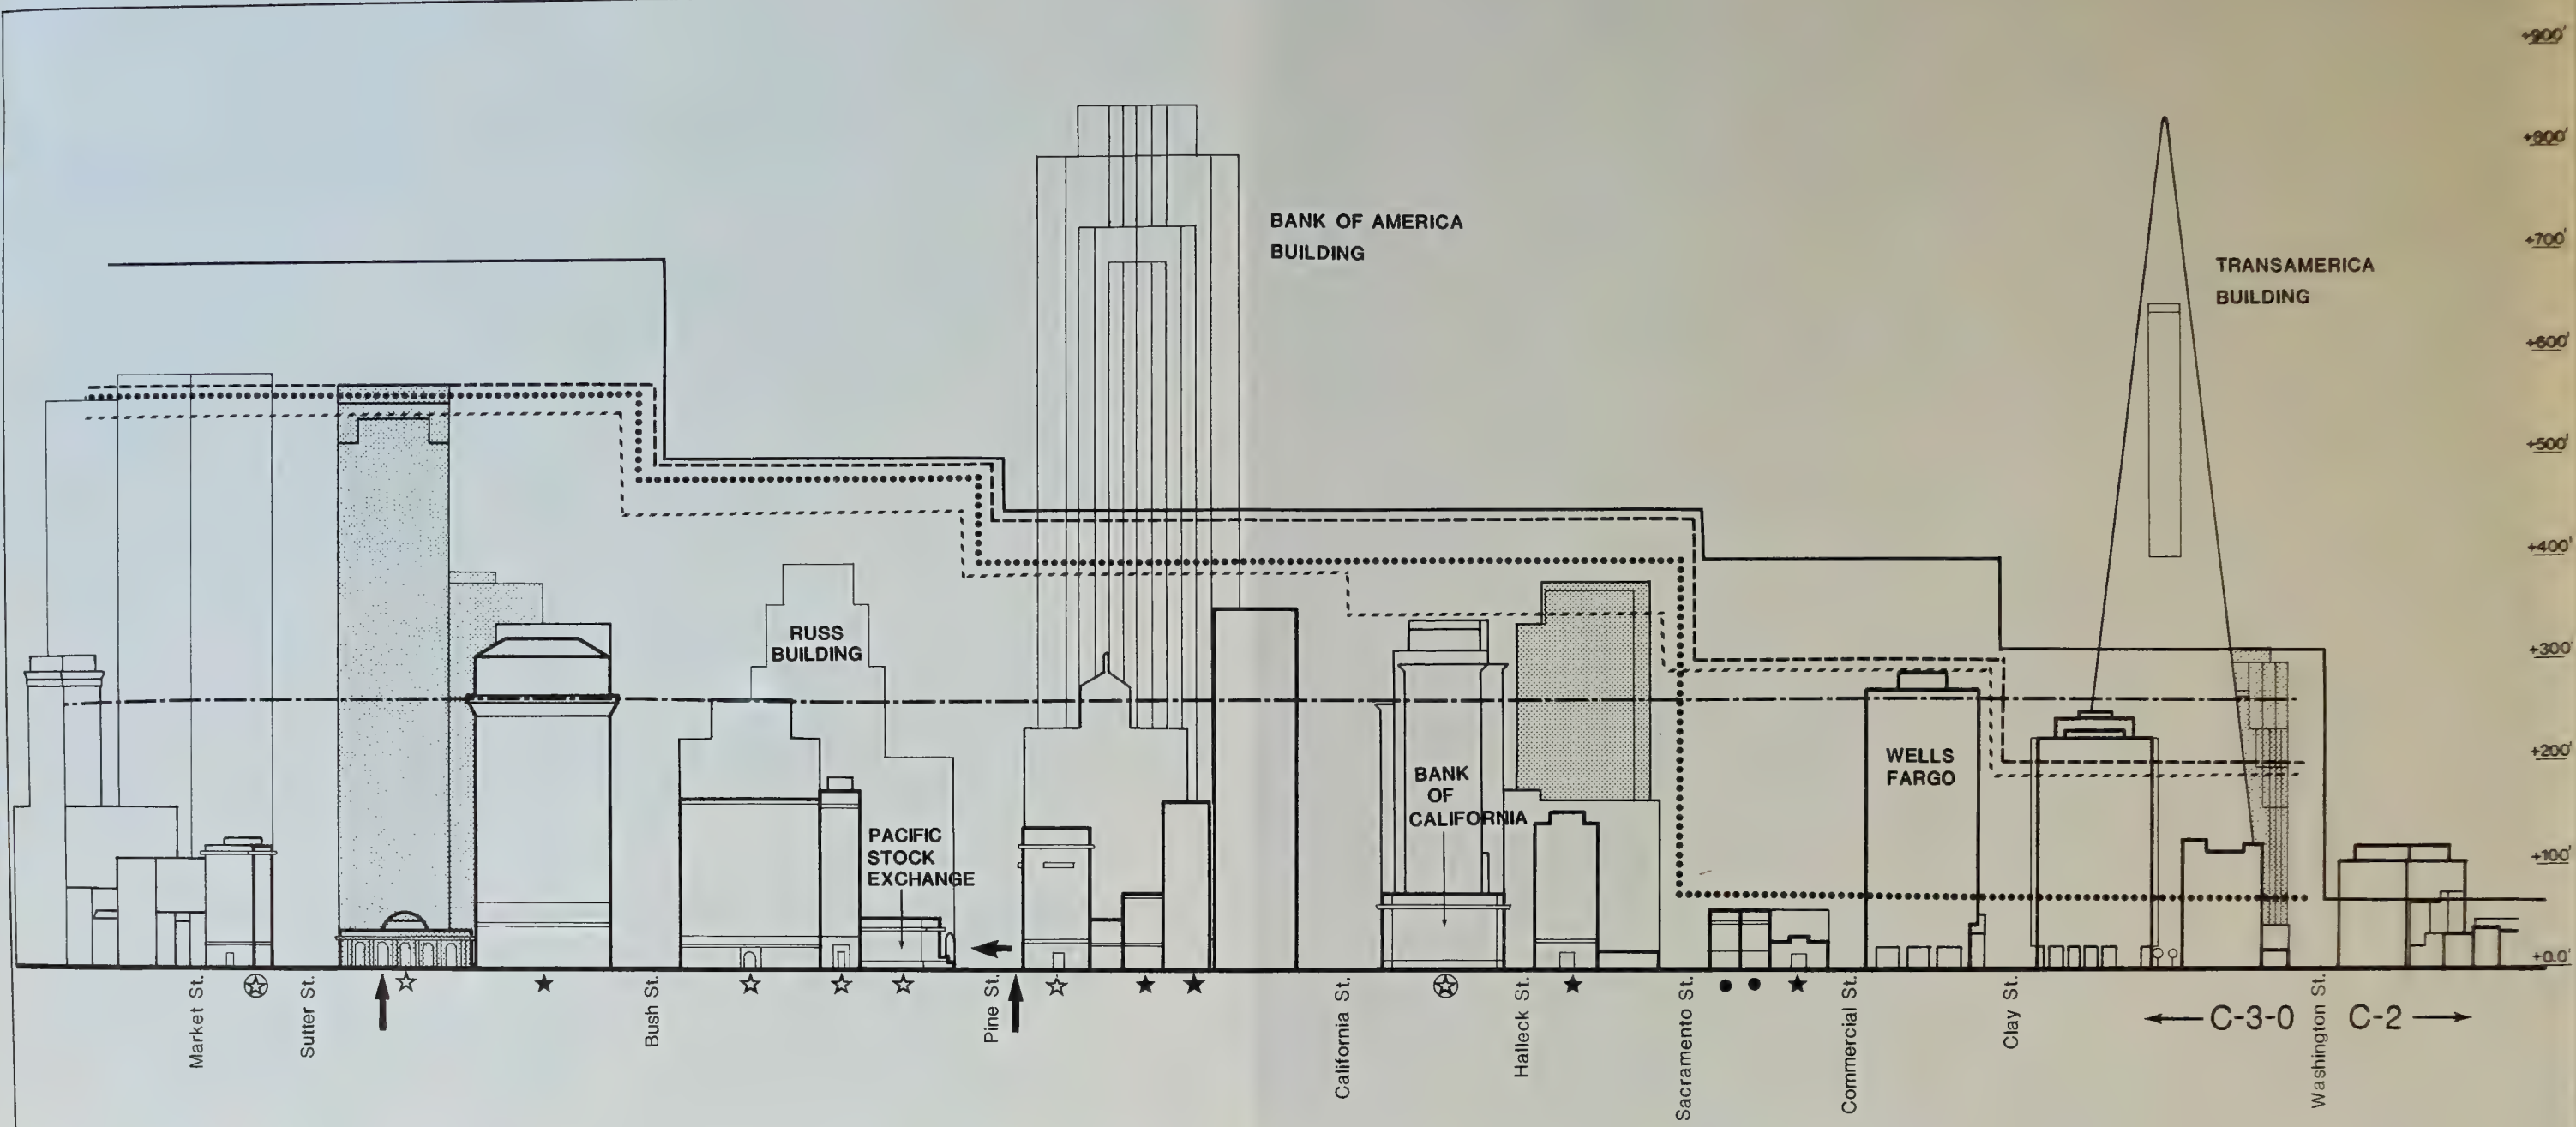 +900'
+800'
+700'
+600'
+500'
+400'
+300'
+200'
+100'
+0.0'
BANK OF AMERICA
BUILDING
TRANSAMERICA
BUILDING
RUSS
BUILDING
PACIFIC
STOCK
EXCHANGE
BANK
OF
CALIFORNIA
WELLS
FARGO
Market St.
Sutter St.
Bush St.
Pine St.
California St.
Halleck St.
Sacramento St.
Commercial St.
Clay St.
Washington St.
C-3-0
C-2